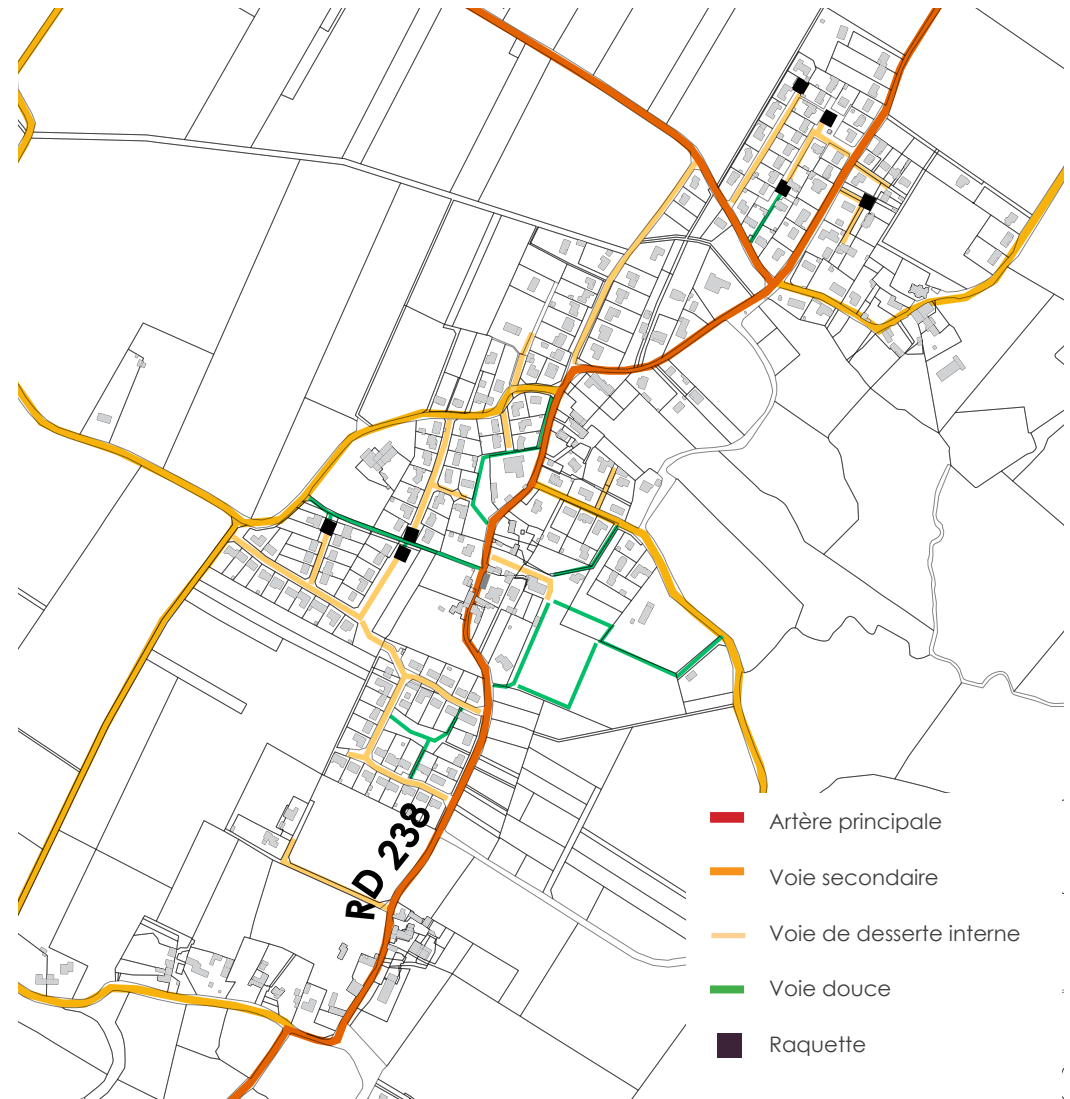 RD 238
Artère principale
Voie secondaire
Voie de desserte interne
Voie douce
Raquette